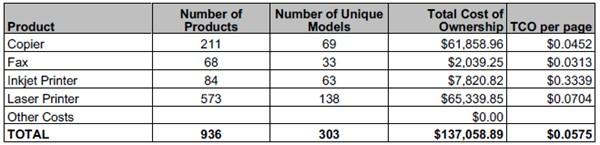 Product Number of Products Number of Unique Models Total Cost of Ownership TCO per page
Copier 211 69 $61,858.96 $0.0452
Fax 68 33 $2,039.25 $0.0313
Inkjet Printer 84 63 $7,820.82 $0.3339
Laser Printer 573 138 $65,339.85 $0.0704
Other Costs $0.00
TOTAL 936 303 $137,058.89 $0.0575